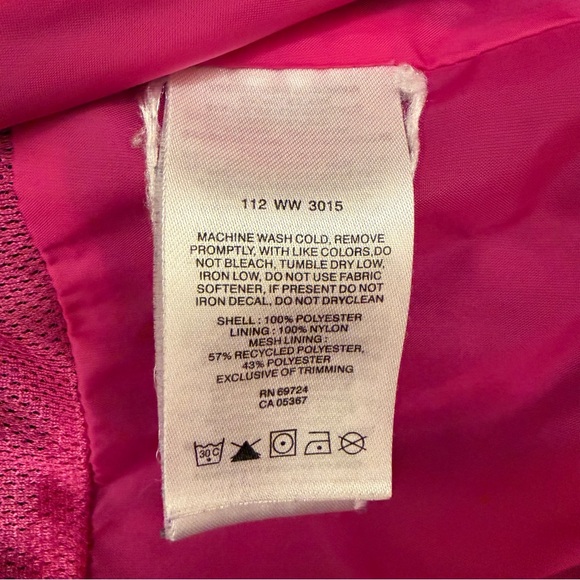 112 WW 3015
MACHINE WASH COLD, REMOVE
PROMPTLY, WITH LIKE COLORS,DO
NOT BLEACH, TUMBLE DRY LOW,
IRON LOW, DO NOT USE FABRIC
SOFTENER, IF PRESENT DO NOT
IRON DECAL, DO NOT DRYCLEAN
SHELL : 100% POLYESTER
LINING : 100% NYLON
MESH LINING :
57% RECYCLED POLYESTER,
43% POLYESTER
EXCLUSIVE OF TRIMMING
RN 69724
CA 05367
30 C